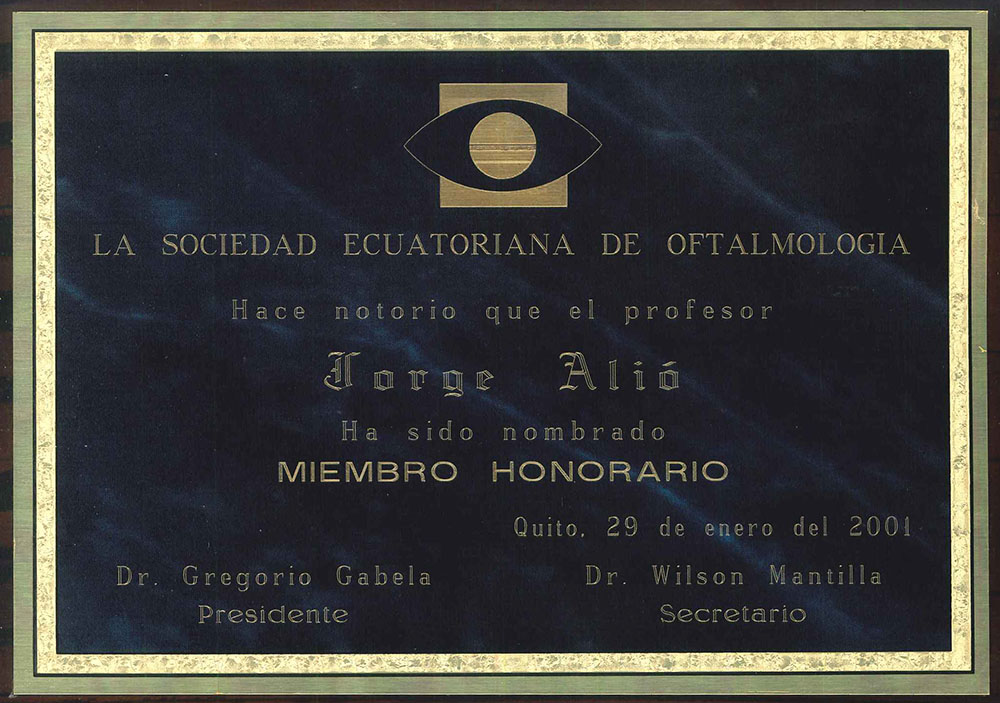 LA SOCIEDAD ECUATORIANA DE OFTALMOLOGIA
Hace notorio que el profesor
Jorge Alió
Ha sido nombrado
MIEMBRO HONORARIO
Quito, 29 de enero del 2001
Dr. Gregorio Gabela
Presidente
Dr. Wilson Mantilla
Secretario